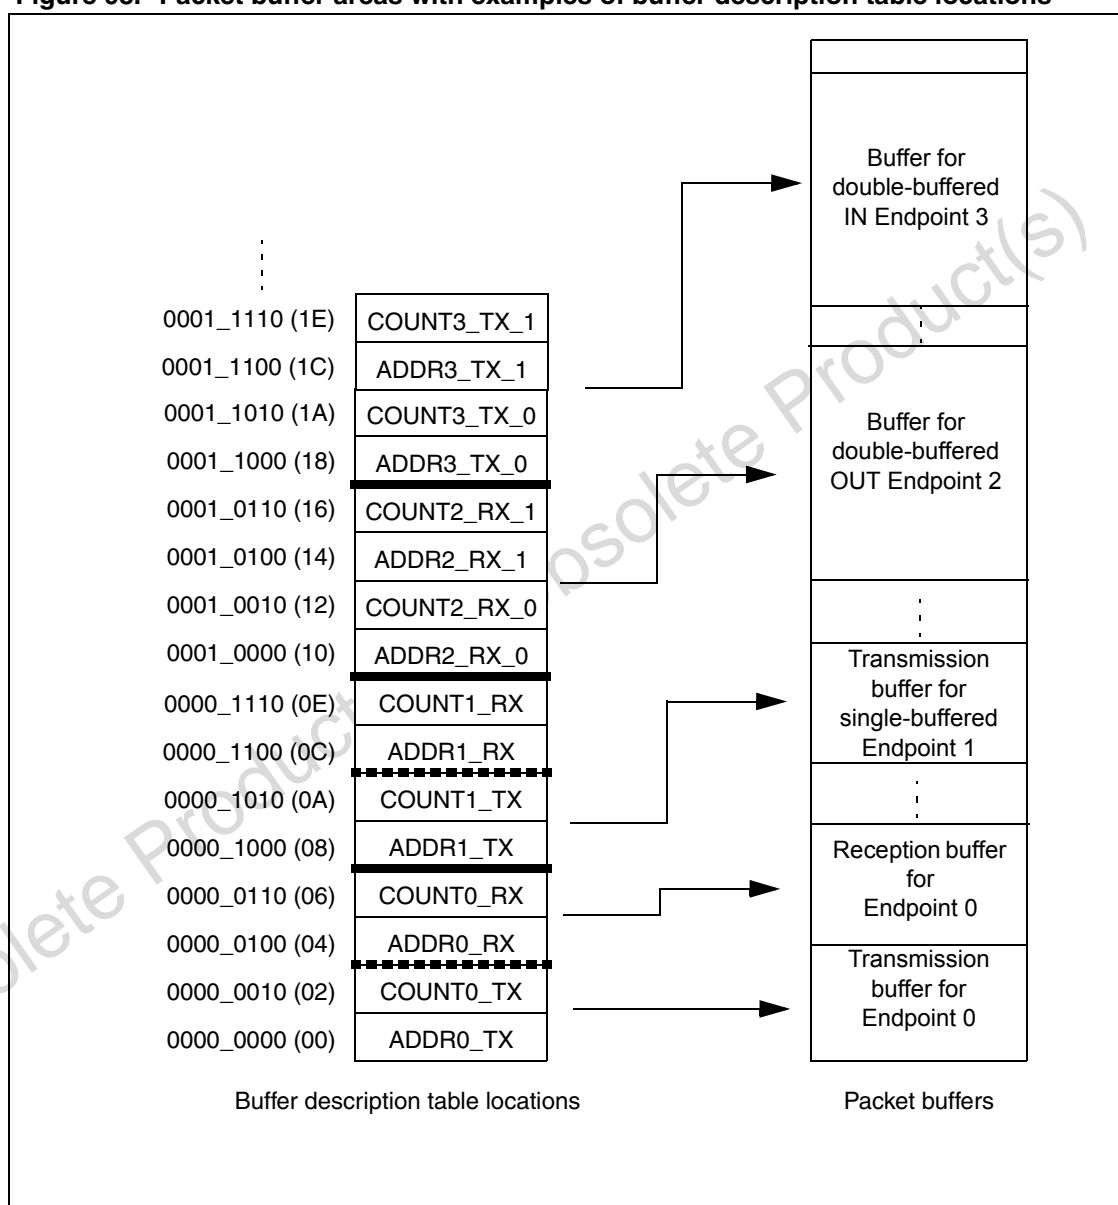 Figure 98. Packet buffer areas with examples of buffer description table locations
Buffer for
double-buffered
IN Endpoint 3
0001_1110 (1E) COUNT3_TX_1
0001_1100 (1C) ADDR3_TX_1
0001_1010 (1A) COUNT3_TX_0
0001_1000 (18) ADDR3_TX_0
0001_0110 (16) COUNT2_RX_1
0001_0100 (14) ADDR2_RX_1
0001_0010 (12) COUNT2_RX_0
0001_0000 (10) ADDR2_RX_0
0000_1110 (0E) COUNT1_RX
0000_1100 (0C) ADDR1_RX
0000_1010 (0A) COUNT1_TX
0000_1000 (08) ADDR1_TX
0000_0110 (06) COUNT0_RX
0000_0100 (04) ADDR0_RX
0000_0010 (02) COUNT0_TX
0000_0000 (00) ADDR0_TX
Buffer for
double-buffered
OUT Endpoint 2
Transmission
buffer for
single-buffered
Endpoint 1
Reception buffer
for
Endpoint 0
Transmission
buffer for
Endpoint 0
Buffer description table locations
Packet buffers
bsolete Product(s)
olete Product